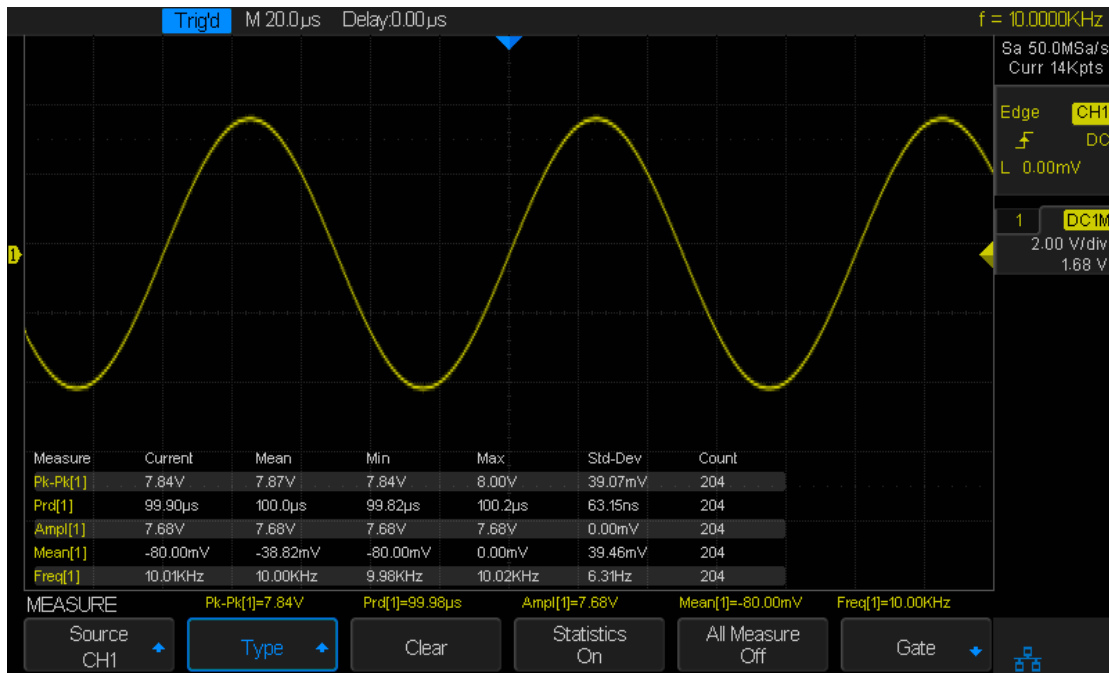 Trig'd M 20.0µs Delay:0.00µs f = 10.0000KHz
Sa 50.0MSa/s
Curr 14Kpts
Edge CH1
DC
L 0.00mV
1 DC1M
2.00 V/div
1.68 V
1
Measure Current Mean Min Max Std-Dev Count
Pk-Pk[1] 7.84V 7.87V 7.84V 8.00V 39.07mV 204
Prd[1] 99.90µs 100.0µs 99.82µs 100.2µs 63.15ns 204
Ampl[1] 7.68V 7.68V 7.68V 7.68V 0.00mV 204
Mean[1] -80.00mV -38.82mV -80.00mV 0.00mV 39.46mV 204
Freq[1] 10.01KHz 10.00KHz 9.98KHz 10.02KHz 6.31Hz 204
MEASURE Pk-Pk[1]=7.84V Prd[1]=99.98µs Ampl[1]=7.68V Mean[1]=-80.00mV Freq[1]=10.00KHz
Source
CH1
Type
Clear
Statistics
On
All Measure
Off
Gate